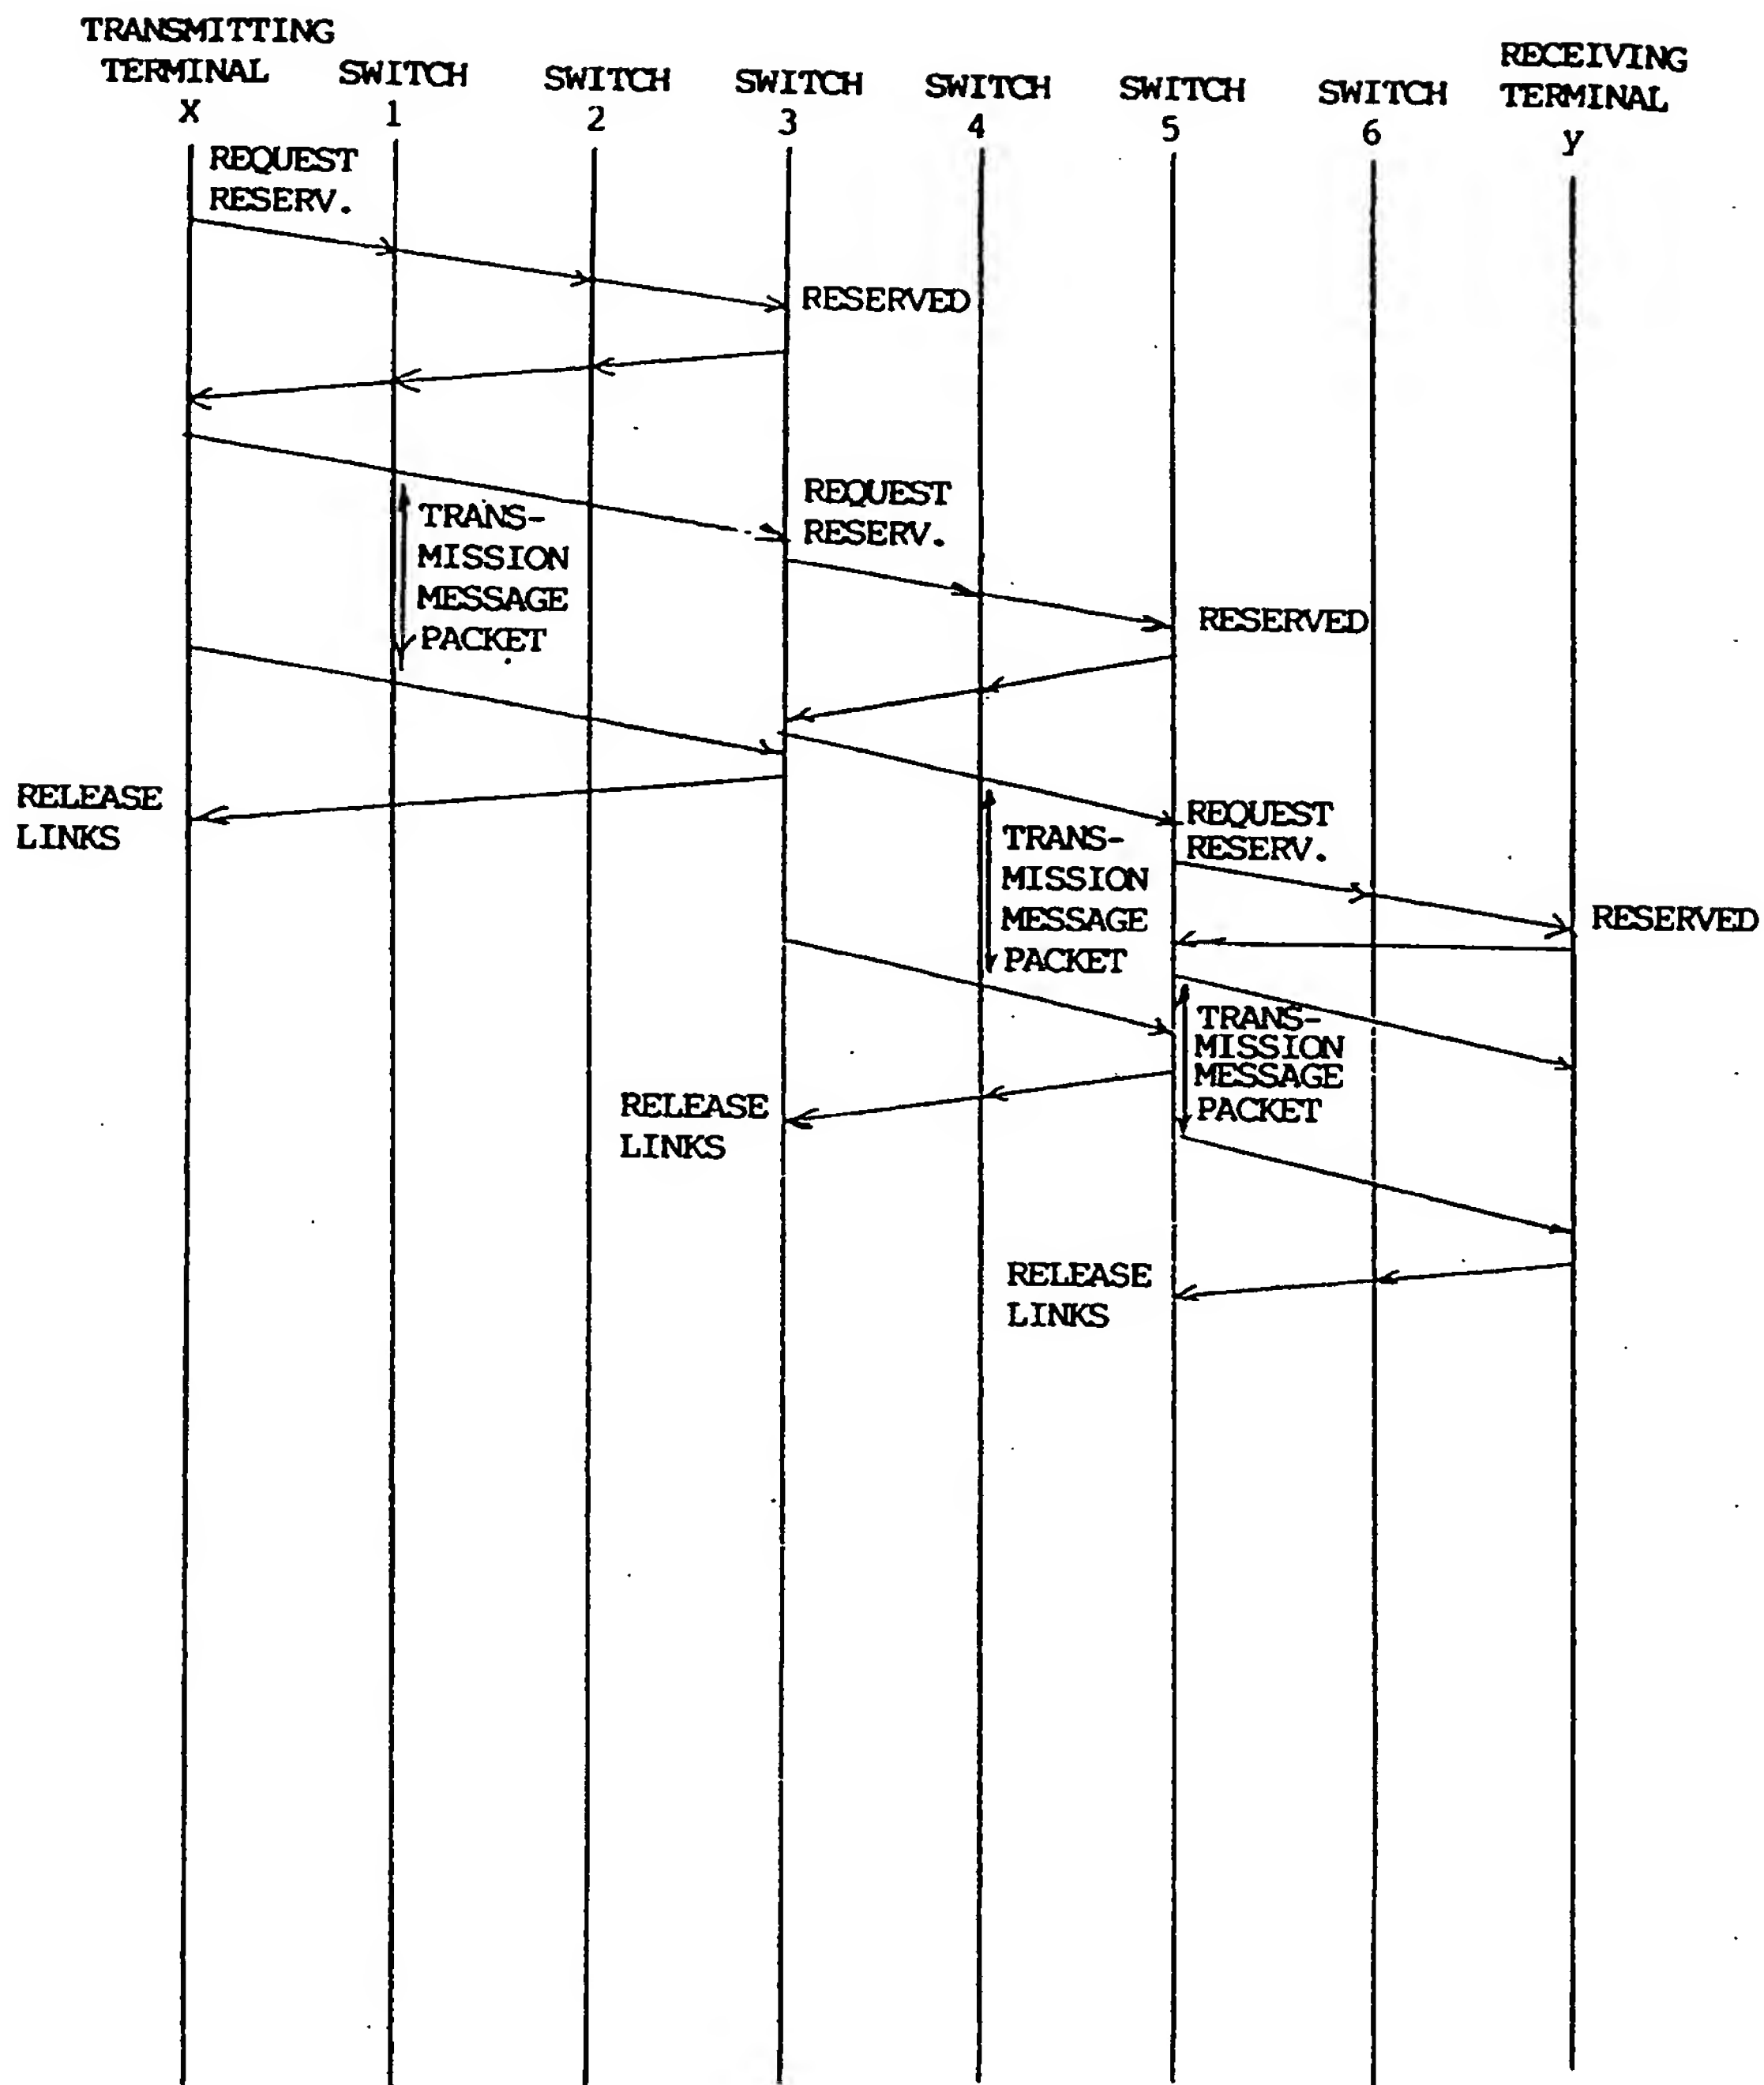 TRANSMITTING
TERMINAL
X
SWITCH
1
SWITCH
2
SWITCH
3
SWITCH
4
SWITCH
5
SWITCH
6
RECEIVING
TERMINAL
y
REQUEST
RESERV.
RESERVED
REQUEST
RESERV.
TRANS-
MISSION
MESSAGE
PACKET
RESERVED
RELEASE
LINKS
REQUEST
RESERV.
TRANS-
MISSION
MESSAGE
PACKET
RESERVED
TRANS-
MISSION
MESSAGE
PACKET
RELEASE
LINKS
RELEASE
LINKS